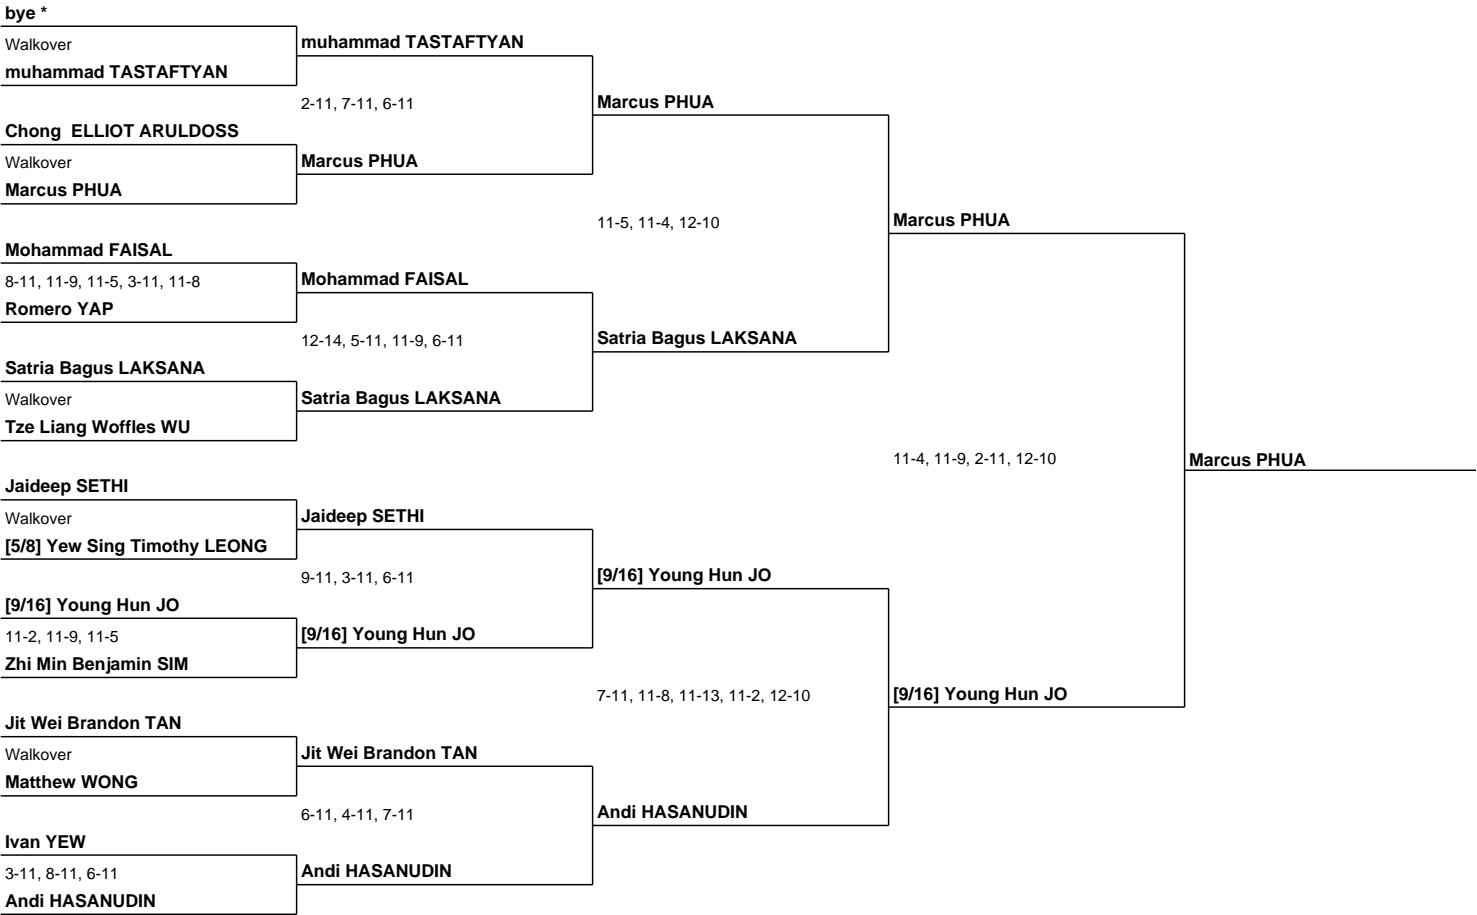 bye *
Walkover
muhammad TASTAFTYAN
Chong  ELLIOT ARULDOSS
Walkover
Marcus PHUA
Mohammad FAISAL
8-11, 11-9, 11-5, 3-11, 11-8
Romero YAP
Satria Bagus LAKSANA
Walkover
Tze Liang Woffles WU
Jaideep SETHI
Walkover
[5/8] Yew Sing Timothy LEONG
[9/16] Young Hun JO
11-2, 11-9, 11-5
Zhi Min Benjamin SIM
Jit Wei Brandon TAN
Walkover
Matthew WONG
Ivan YEW
3-11, 8-11, 6-11
Andi HASANUDIN
muhammad TASTAFTYAN
2-11, 7-11, 6-11
Marcus PHUA
Mohammad FAISAL
12-14, 5-11, 11-9, 6-11
Satria Bagus LAKSANA
Jaideep SETHI
9-11, 3-11, 6-11
[9/16] Young Hun JO
Jit Wei Brandon TAN
6-11, 4-11, 7-11
Andi HASANUDIN
Marcus PHUA
11-5, 11-4, 12-10
Satria Bagus LAKSANA
[9/16] Young Hun JO
7-11, 11-8, 11-13, 11-2, 12-10
Andi HASANUDIN
Marcus PHUA
11-4, 11-9, 2-11, 12-10
[9/16] Young Hun JO
Marcus PHUA